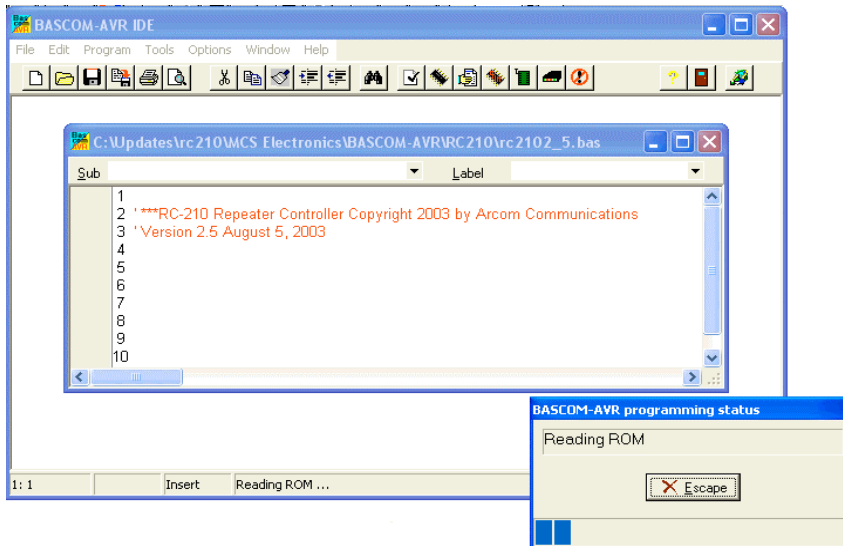 BASCOM-AVR IDE
File Edit Program Tools Options Window Help
C:\Updates\rc210\MCS Electronics\BASCOM-AVR\RC210\rc2102_5.bas
Sub Label
1
2 ' ***RC-210 Repeater Controller Copyright 2003 by Arcom Communications
3 ' Version 2.5 August 5, 2003
4
5
6
7
8
9
10
BASCOM-AVR programming status
Reading ROM
Escape
1: 1 Insert Reading ROM ...